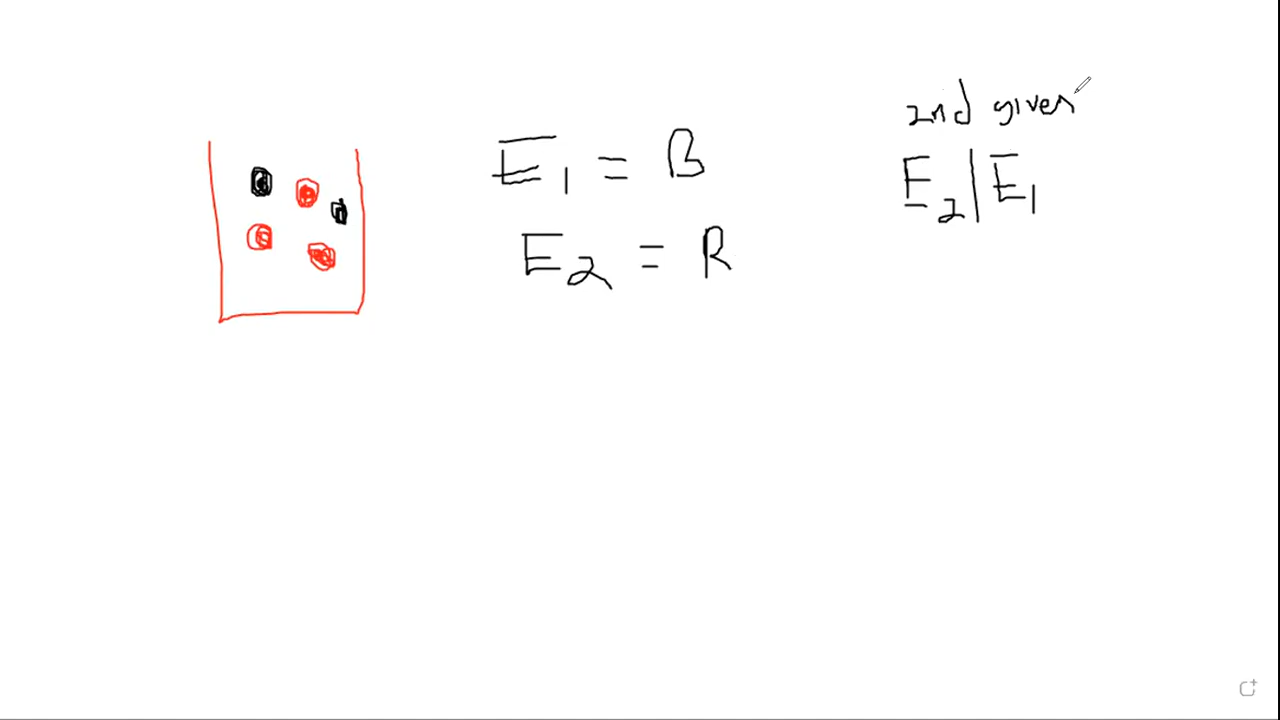 2nd given
E1 = B
E2 | E1
E2 = R